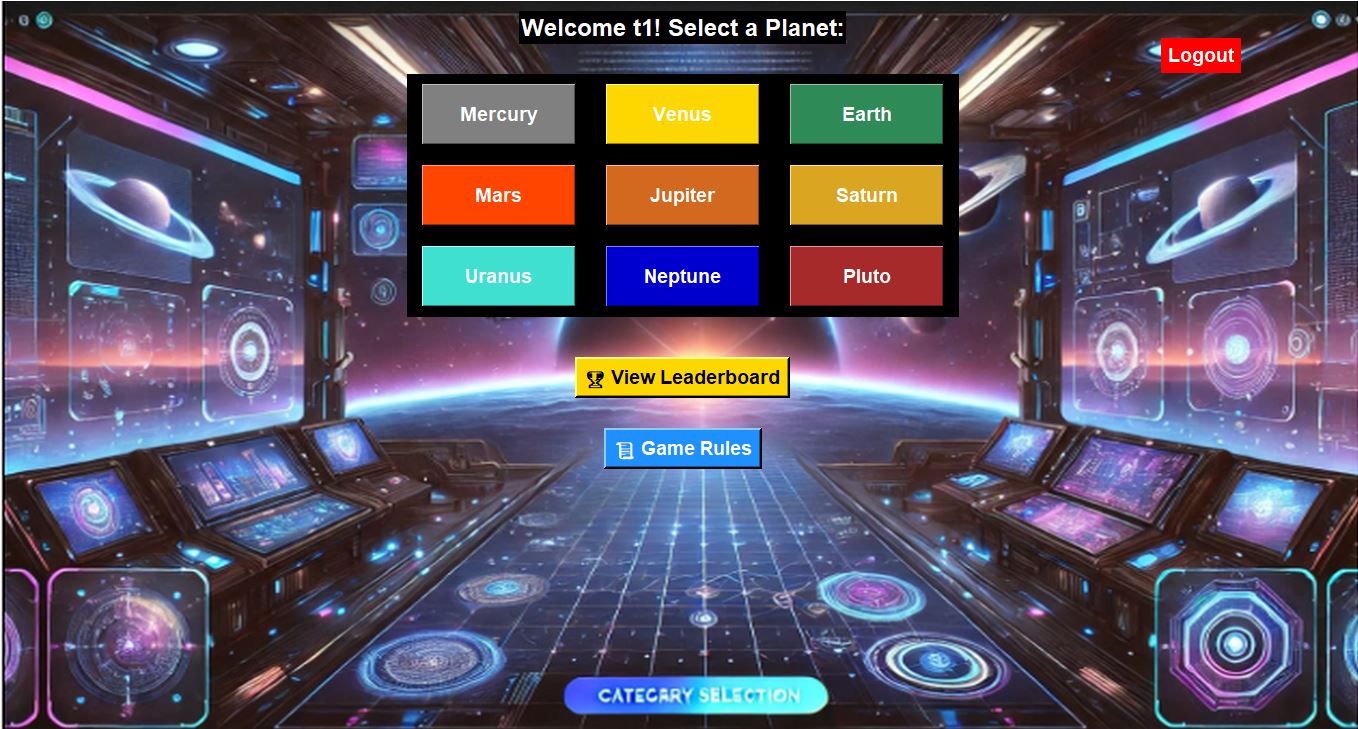 Welcome t1! Select a Planet:
Logout
Mercury Venus Earth
Mars Jupiter Saturn
Uranus Neptune Pluto
View Leaderboard
Game Rules
CATEGARY SELECTION